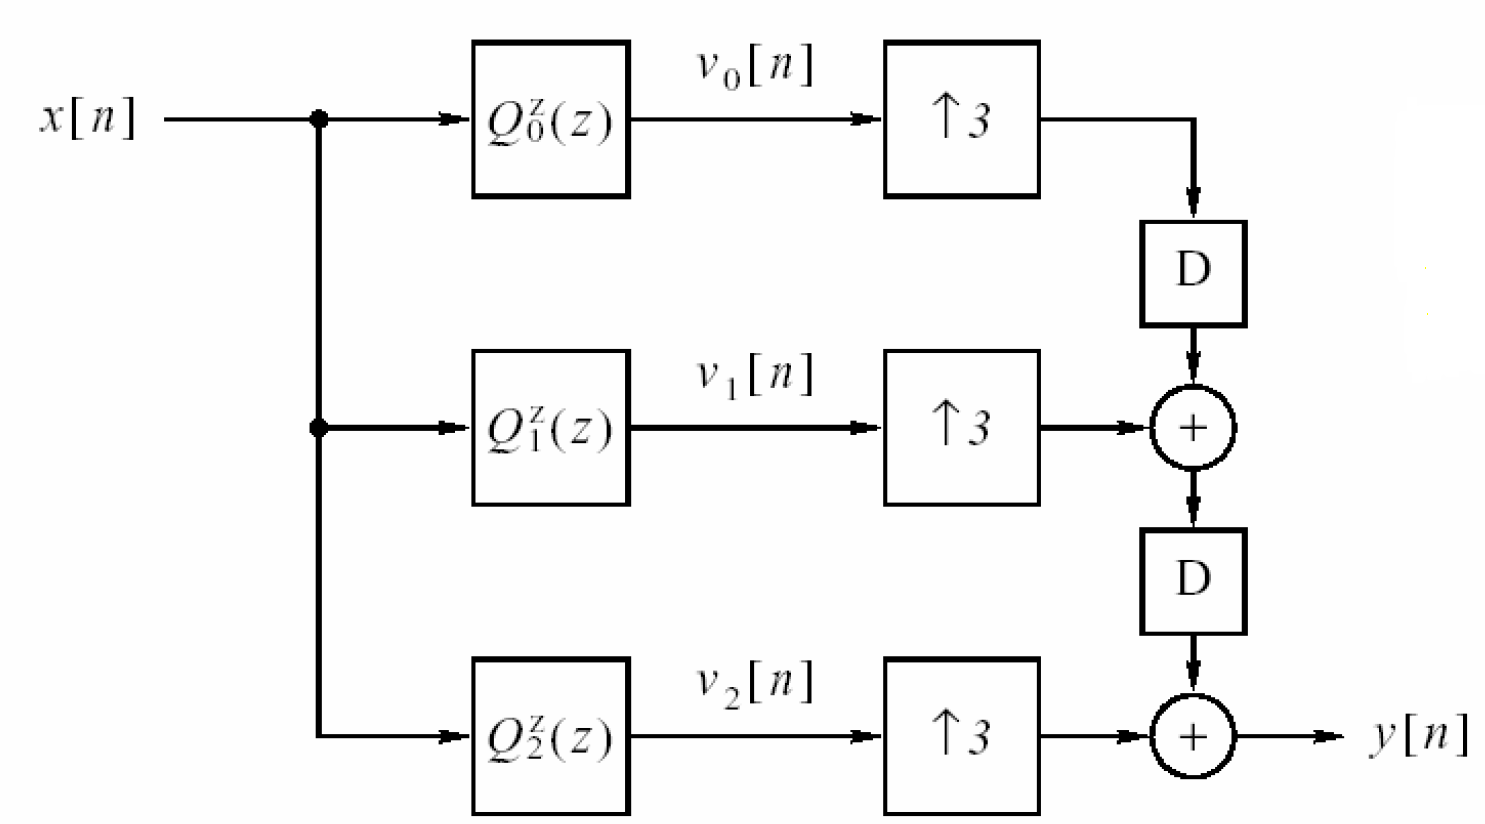 x[n] Q₀ᶻ(z) v₀[n] ↑3
D
Q₁ᶻ(z) v₁[n] ↑3 +
D
Q₂ᶻ(z) v₂[n] ↑3 + y[n]